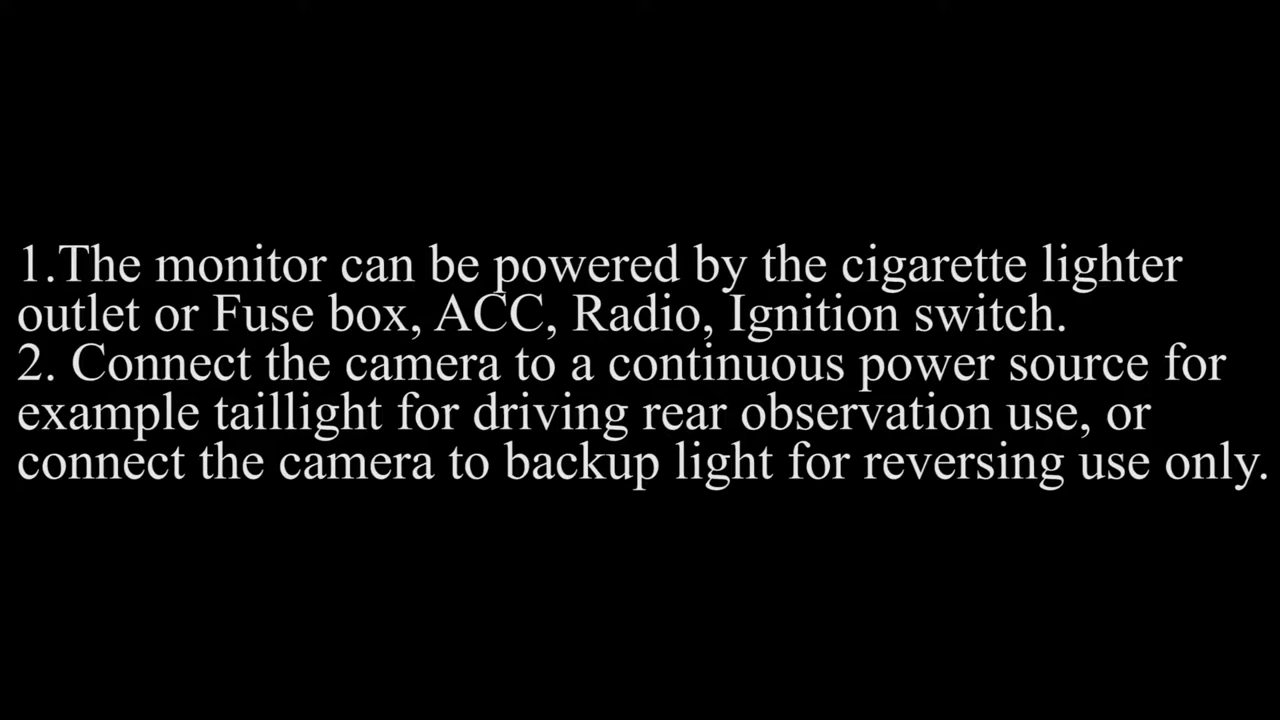 1.The monitor can be powered by the cigarette lighter
outlet or Fuse box, ACC, Radio, Ignition switch.
2. Connect the camera to a continuous power source for
example taillight for driving rear observation use, or
connect the camera to backup light for reversing use only.